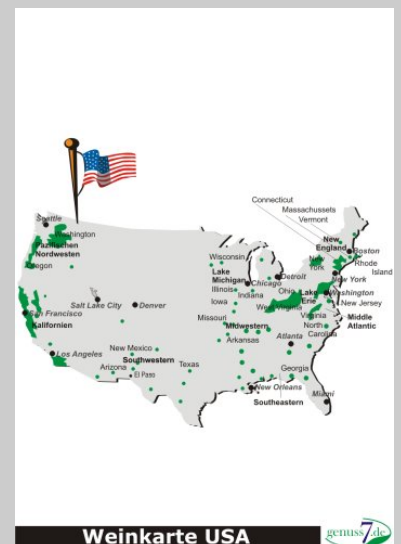 Connecticut
Massachussels
Vermont
Seattle
Washington
New
England
Boston
Pazifischen
Nordwesten
Wisconsin
New
York
Rhode
Island
Oregon
Lake
Michigan
Detroit
Chicago
New York
Illinois
Indiana
Ohio
Lake
Erie
Washington
Salt Lake City
Denver
Iowa
West Virginia
New Jersey
San Francisco
Missouri
Virginia
Kalifornien
Midwestern
North
Carolina
Middle
Atlantic
Arkansas
Atlanta
Los Angeles
New Mexico
Southwestern
Arizona
Texas
El Paso
Georgia
New Orleans
Miami
Southeastern
Weinkarte USA
genuss7.de